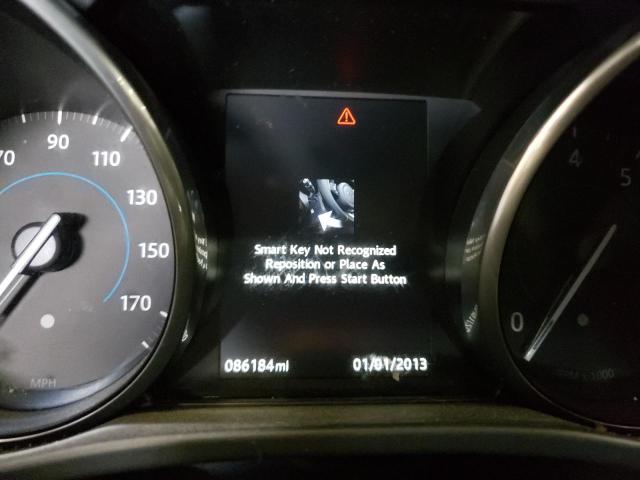 70
90
110
130
150
170
MPH
Smart Key Not Recognized
Reposition or Place As
Shown And Press Start Button
086184mi
01/01/2013
4
5
0